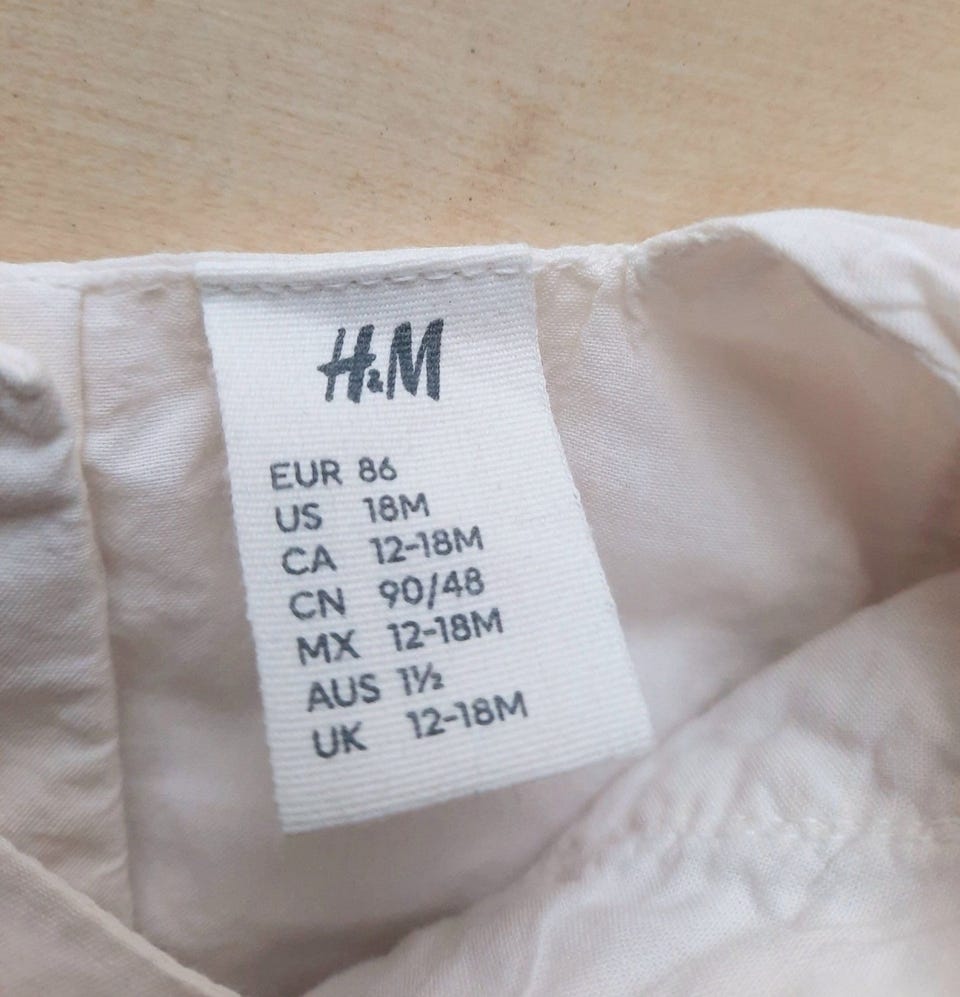 H&M
EUR 86
US 18M
CA 12-18M
CN 90/48
MX 12-18M
AUS 1½
UK 12-18M